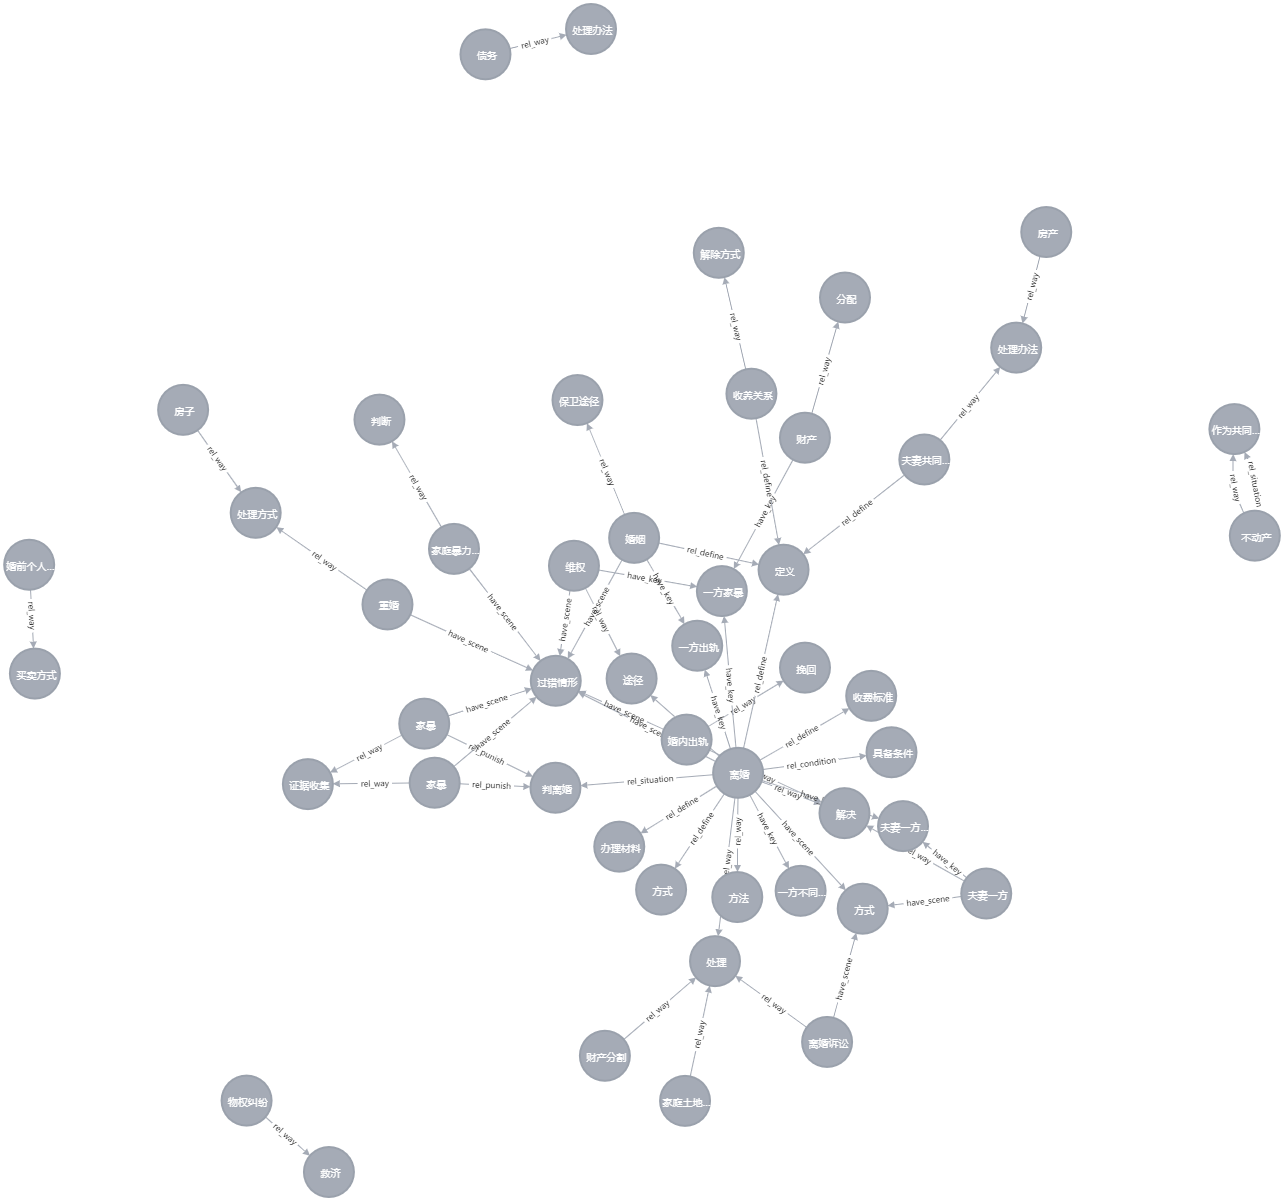 处理办法
债务
rel_way
房产
解除方式
rel_way
分配
rel_way
处理办法
rel_way
rel_way
保卫途径
收养关系
房子
判断
财产
作为共同...
rel_way
rel_way
夫妻共同...
rel_way
rel_define
rel_way
rel_situation
have_key
处理方式
rel_define
婚姻
不动产
家庭暴力...
rel_define
婚前个人...
rel_way
维权
定义
have_key
have_key
一方家暴
重婚
rel_way
have_scene
have_scene
have_scene
rel_way
have_scene
一方出轨
买卖方式
过错情形
途径
挽回
rel_define
have_key
收费标准
have_key
rel_way
have_scene
家暴
have_scene
婚内出轨
rel_define
have_scene
rel_way
rel_punish
have_scene
具备条件
rel_condition
离婚
证据收集
rel_way
家暴
rel_punish
判离婚
rel_situation
rel_way
解决
rel_define
夫妻一方...
rel_define
rel_way
have_key
have_scene
办理材料
rel_way
have_key
方式
方法
一方不同...
夫妻一方
have_scene
方式
处理
have_scene
rel_way
rel_way
rel_way
财产分割
离婚诉讼
家庭土地...
物权纠纷
rel_way
救济